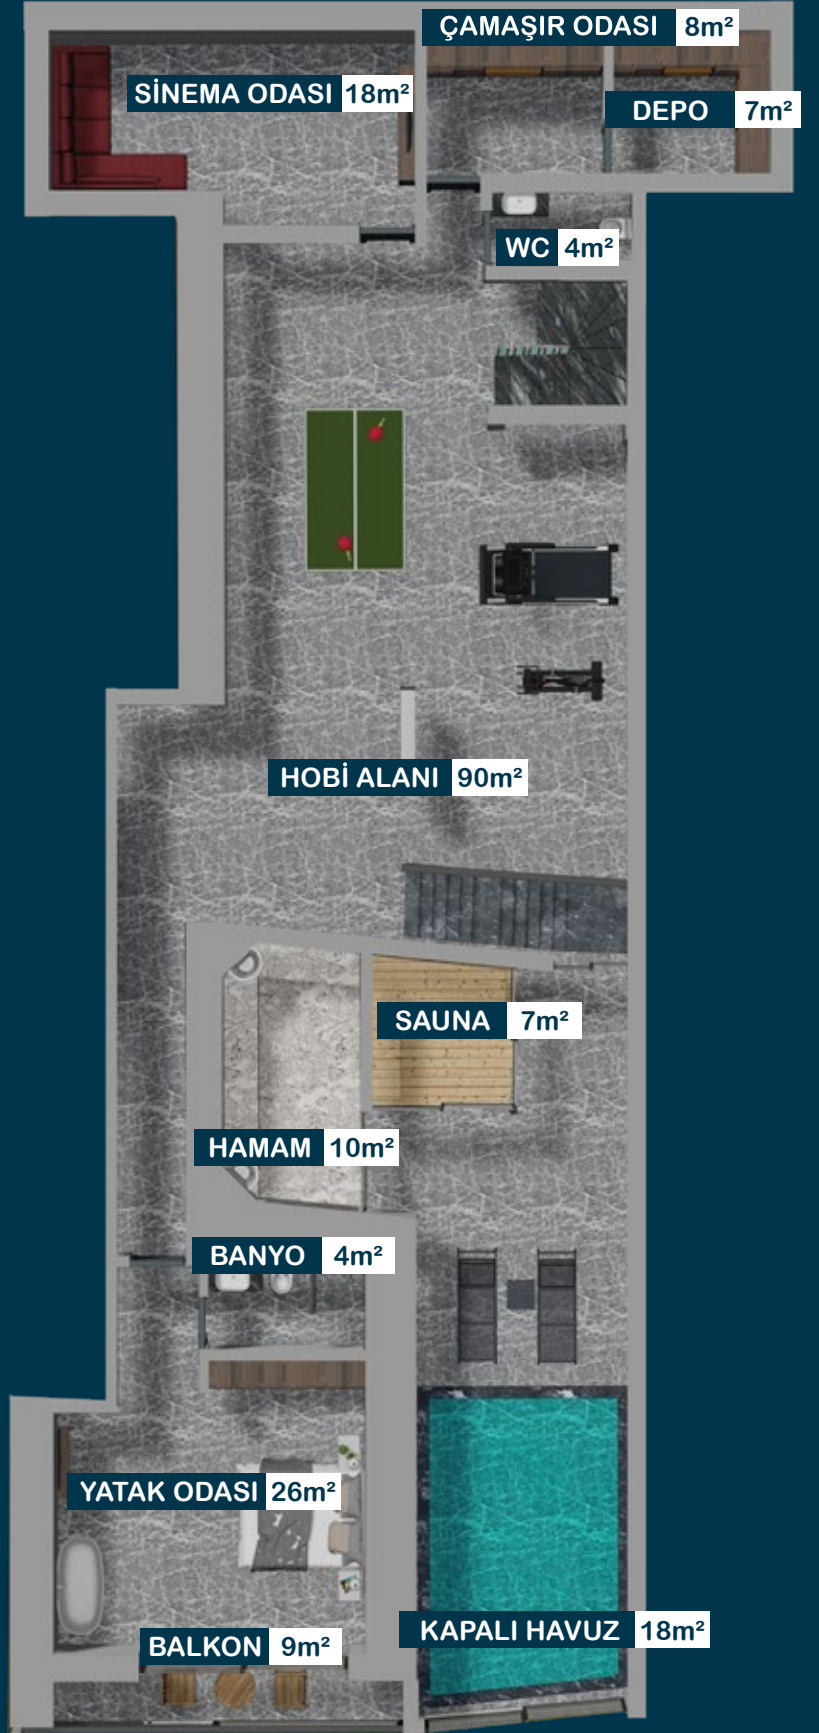 ÇAMAŞIR ODASI 8m²
SİNEMA ODASI 18m²
DEPO 7m²
WC 4m²
HOBİ ALANI 90m²
SAUNA 7m²
HAMAM 10m²
BANYO 4m²
YATAK ODASI 26m²
KAPALI HAVUZ 18m²
BALKON 9m²